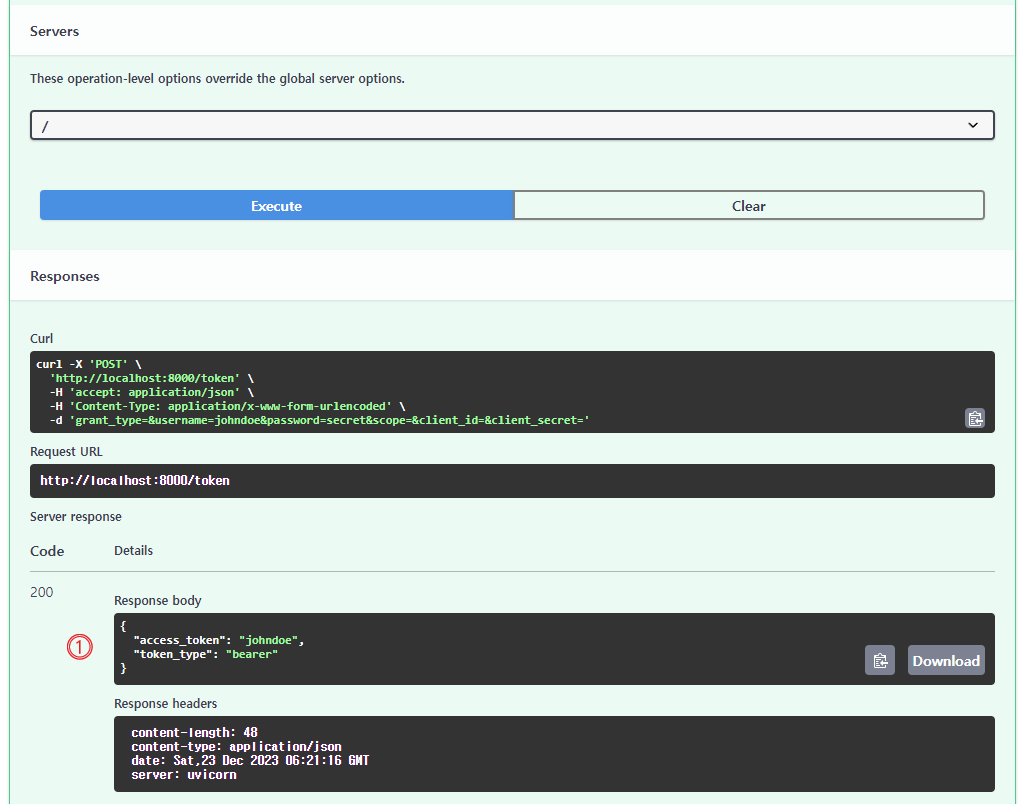 Servers
These operation-level options override the global server options.
/
Execute
Clear
Responses
Curl
curl -X 'POST' \
'http://localhost:8000/token' \
-H 'accept: application/json' \
-H 'Content-Type: application/x-www-form-urlencoded' \
-d 'grant_type=&username=johndoe&password=secret&scope=&client_id=&client_secret='
Request URL
http://localhost:8000/token
Server response
Code Details
200
Response body
{
"access_token": "johndoe",
① "token_type": "bearer"
}
Download
Response headers
content-length: 48
content-type: application/json
date: Sat,23 Dec 2023 06:21:16 GMT
server: uvicorn